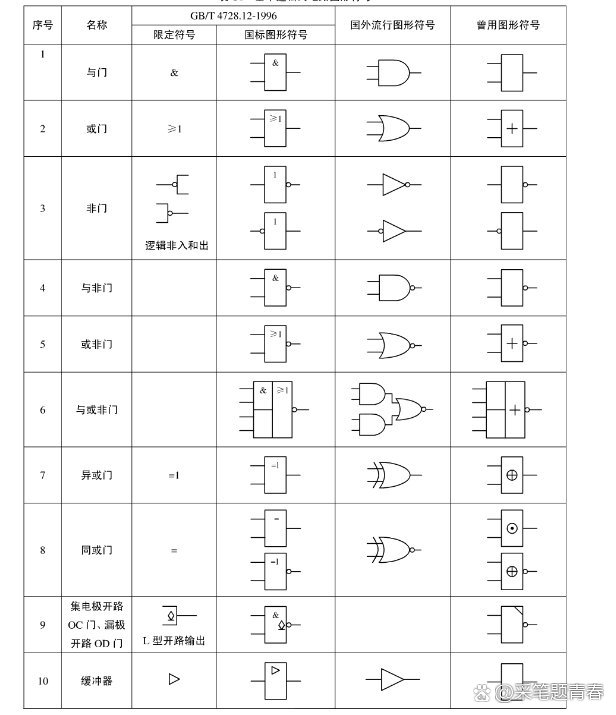 序号 名称 GB/T 4728.12-1996 国外流行图形符号 曾用图形符号
限定符号 国标图形符号
1 与门 & &
2 或门 ≥1 ≥1 +
3 非门 逻辑非入和出 1 1
4 与非门 &
5 或非门 ≥1 +
6 与或非门 & ≥1 +
7 异或门 =1 =1
8 同或门 = = =1
9 集电极开路
OC 门、漏极
开路 OD 门
L 型开路输出 &
10 缓冲器
@采笔题青春